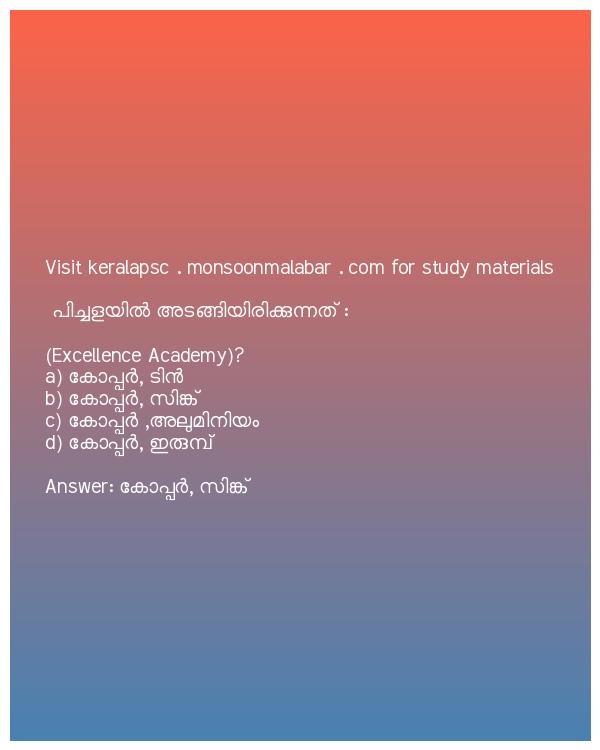 Visit keralapsc . monsoonmalabar . com for study materials
പിച്ചളയിൽ അടങ്ങിയിരിക്കുന്നത് :
(Excellence Academy)?
a) കോപ്പർ, ടിൻ
b) കോപ്പർ, സിങ്ക്
c) കോപ്പർ ,അലുമിനിയം
d) കോപ്പർ, ഇരുമ്പ്
Answer: കോപ്പർ, സിങ്ക്